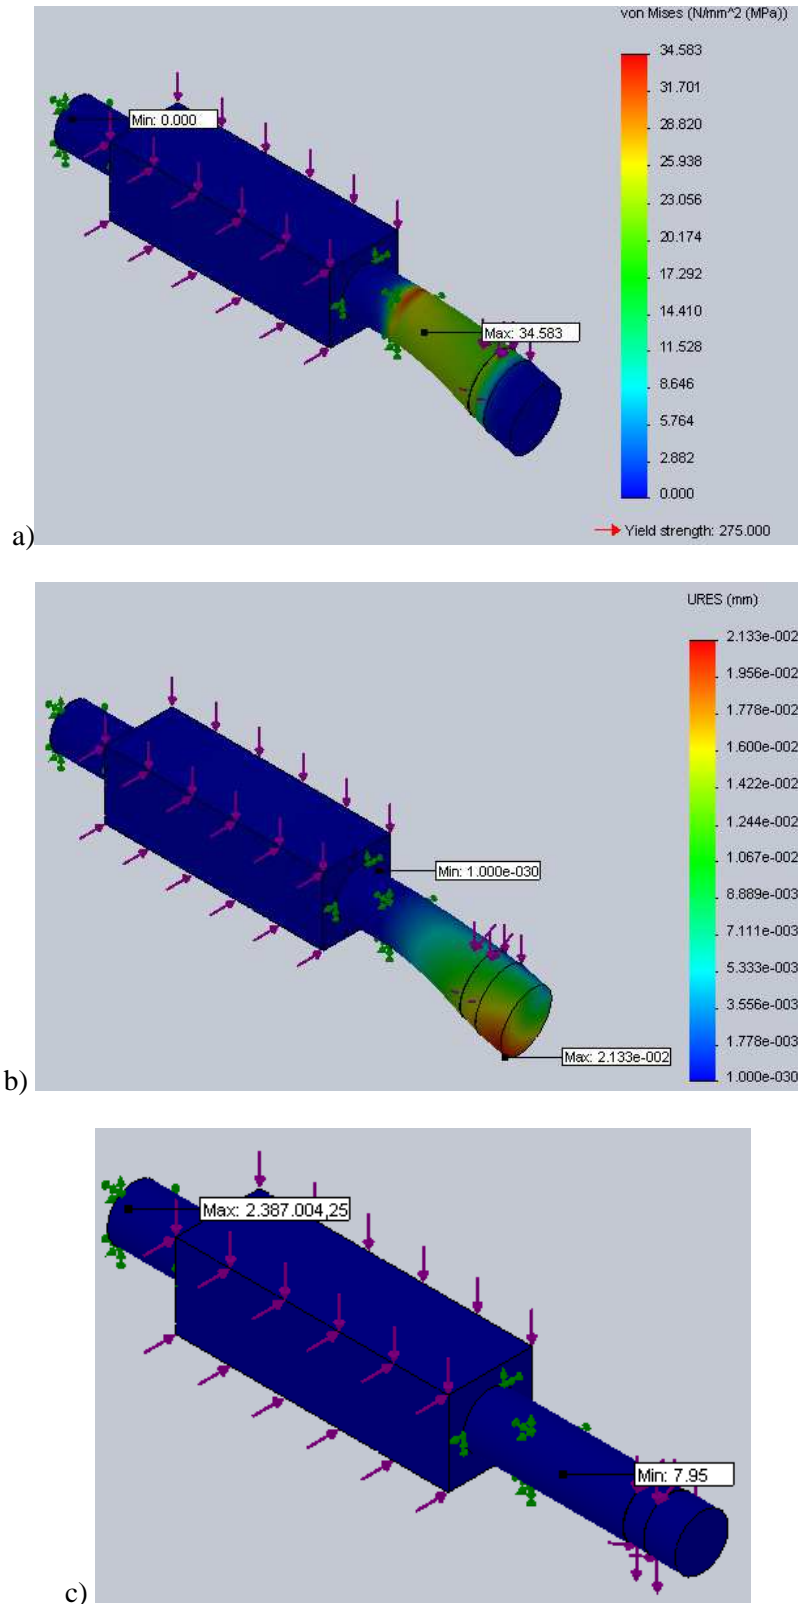 von Mises (N/mm^2 (MPa))
34.583
31.701
28.820
25.938
23.056
20.174
17.292
14.410
11.528
8.646
5.764
2.882
0.000
Yield strength: 275.000
Min: 0.000
Max: 34.583
a)
URES (mm)
2.133e-002
1.956e-002
1.778e-002
1.600e-002
1.422e-002
1.244e-002
1.067e-002
8.889e-003
7.111e-003
5.333e-003
3.556e-003
1.778e-003
1.000e-030
Min: 1.000e-030
Max: 2.133e-002
b)
Max: 2.387.004,25
Min: 7.95
c)